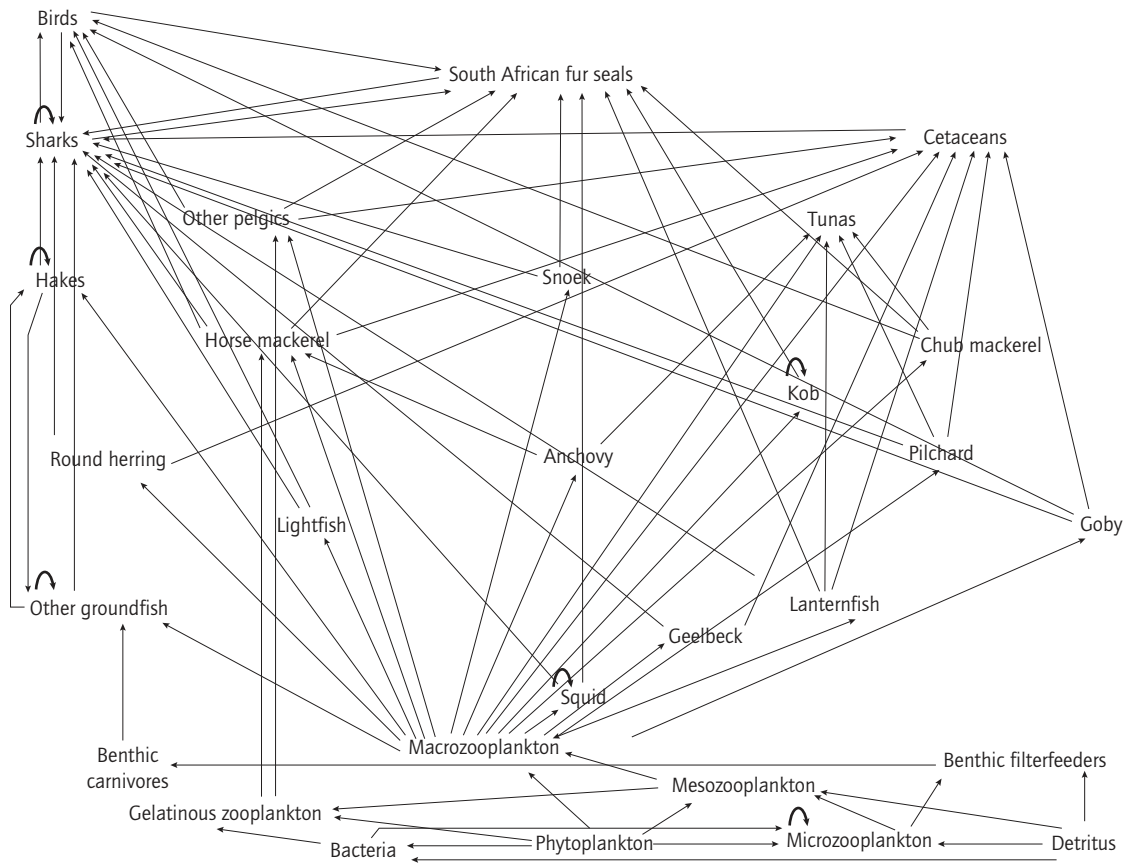 Birds
South African fur seals
Sharks
Cetaceans
Other pelgics
Tunas
Hakes
Snoek
Horse mackerel
Chub mackerel
Kob
Round herring
Anchovy
Pilchard
Lightfish
Goby
Other groundfish
Lanternfish
Geelbeck
Squid
Macrozooplankton
Benthic
carnivores
Benthic filterfeeders
Mesozooplankton
Gelatinous zooplankton
Bacteria
Phytoplankton
Microzooplankton
Detritus